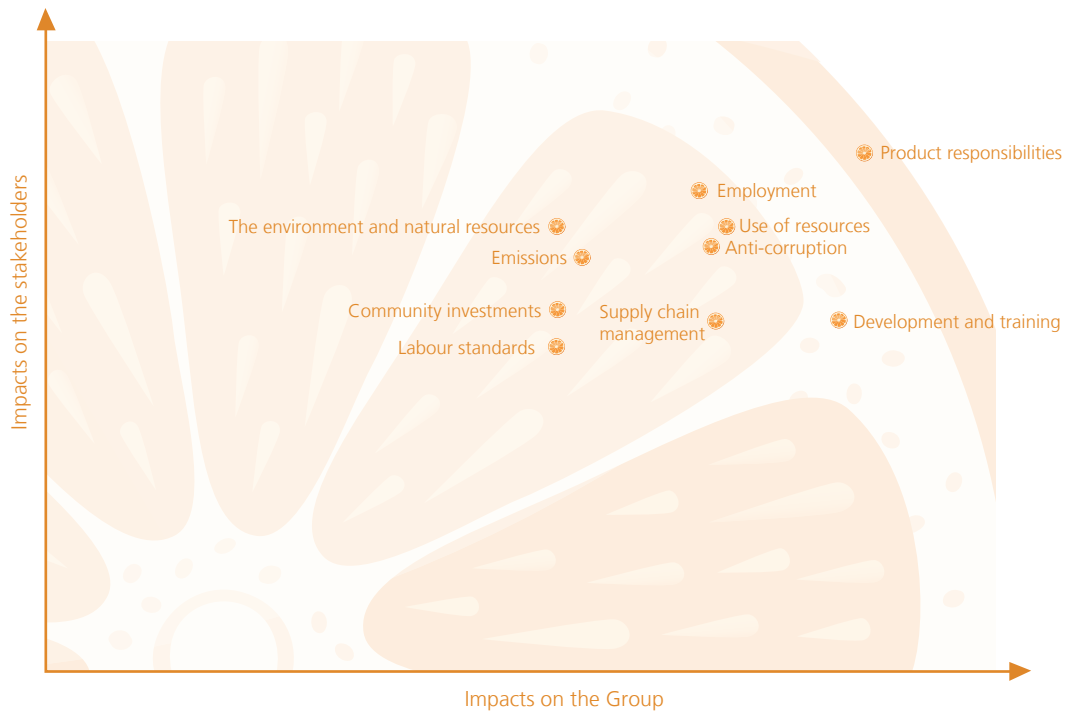 Product responsibilities
Employment
The environment and natural resources
Use of resources
Anti-corruption
Emissions
Community investments
Supply chain
management
Development and training
Labour standards
Impacts on the stakeholders
Impacts on the Group